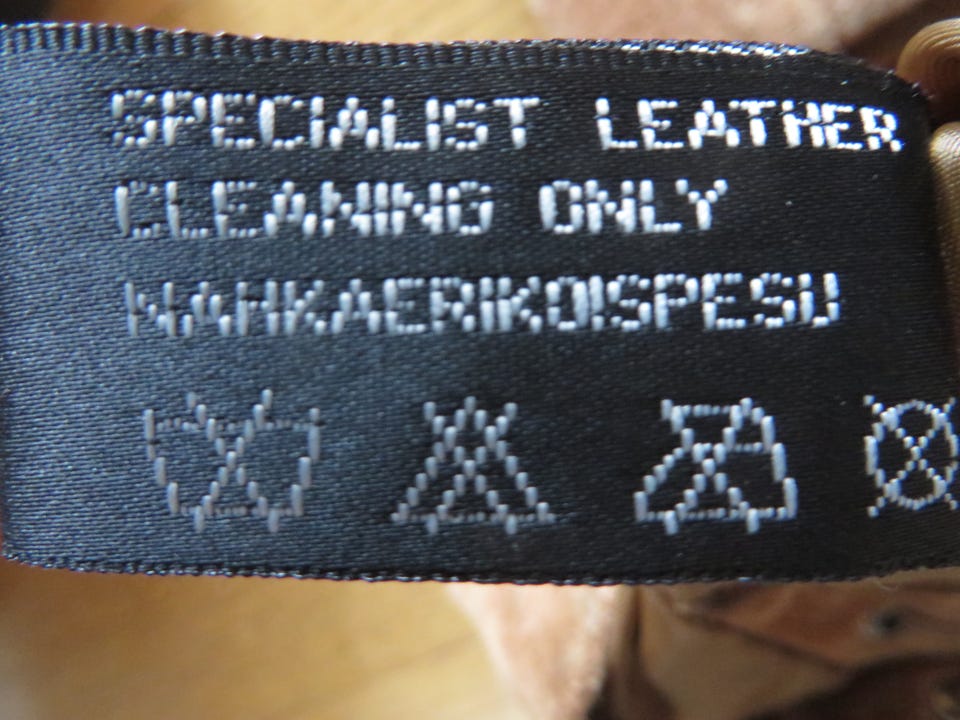 SPECIALIST LEATHER
CLEANING ONLY
NAHKAERIKOISPESU